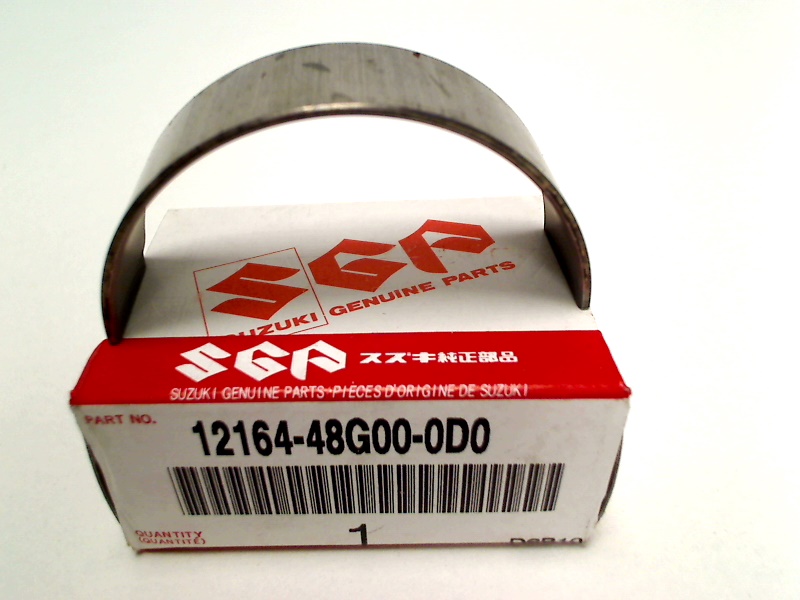 SGP
SUZUKI GENUINE PARTS
SGP スズキ純正部品
SUZUKI GENUINE PARTS·PIÈCES D'ORIGINE DE SUZUKI
PART NO.
12164-48G00-0D0
QUANTITY
(QUANTITÉ)
1